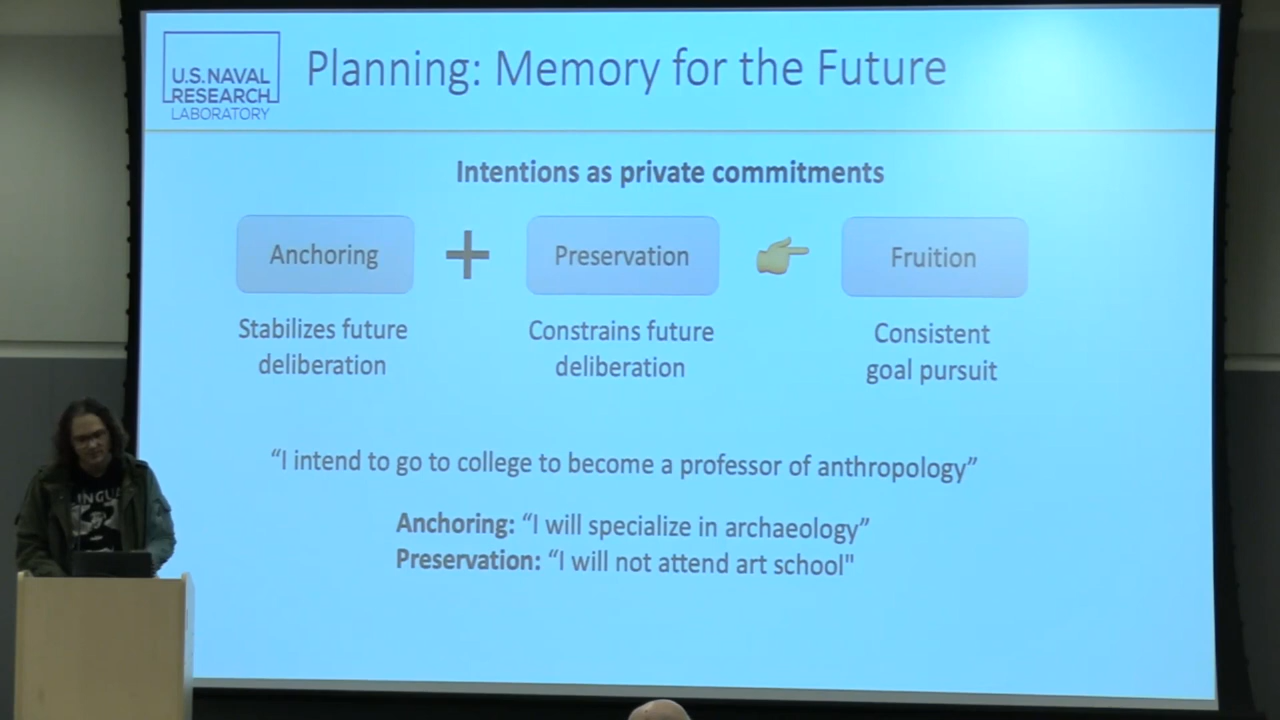 U.S. NAVAL
RESEARCH
LABORATORY
Planning: Memory for the Future
Intentions as private commitments
Anchoring + Preservation 👉 Fruition
Stabilizes future
deliberation
Constrains future
deliberation
Consistent
goal pursuit
“I intend to go to college to become a professor of anthropology”
Anchoring: “I will specialize in archaeology”
Preservation: “I will not attend art school"